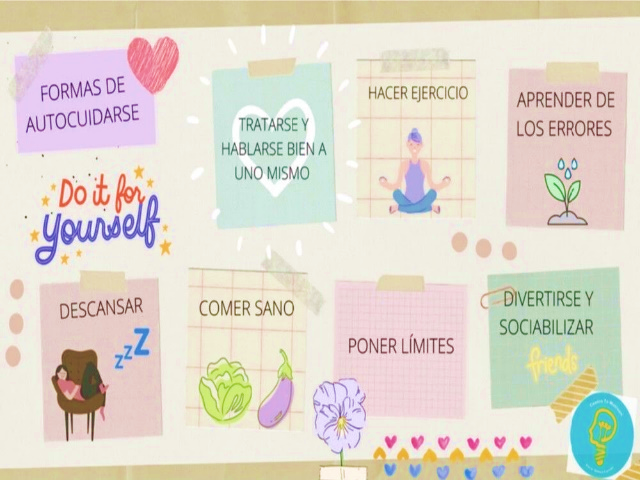 FORMAS DE
AUTOCUIDARSE
TRATARSE Y
HABLARSE BIEN A
UNO MISMO
HACER EJERCICIO
APRENDER DE
LOS ERRORES
Do it for
Yourself
DESCANSAR
zzZ
COMER SANO
PONER LÍMITES
DIVERTIRSE Y
SOCIABILIZAR
friends